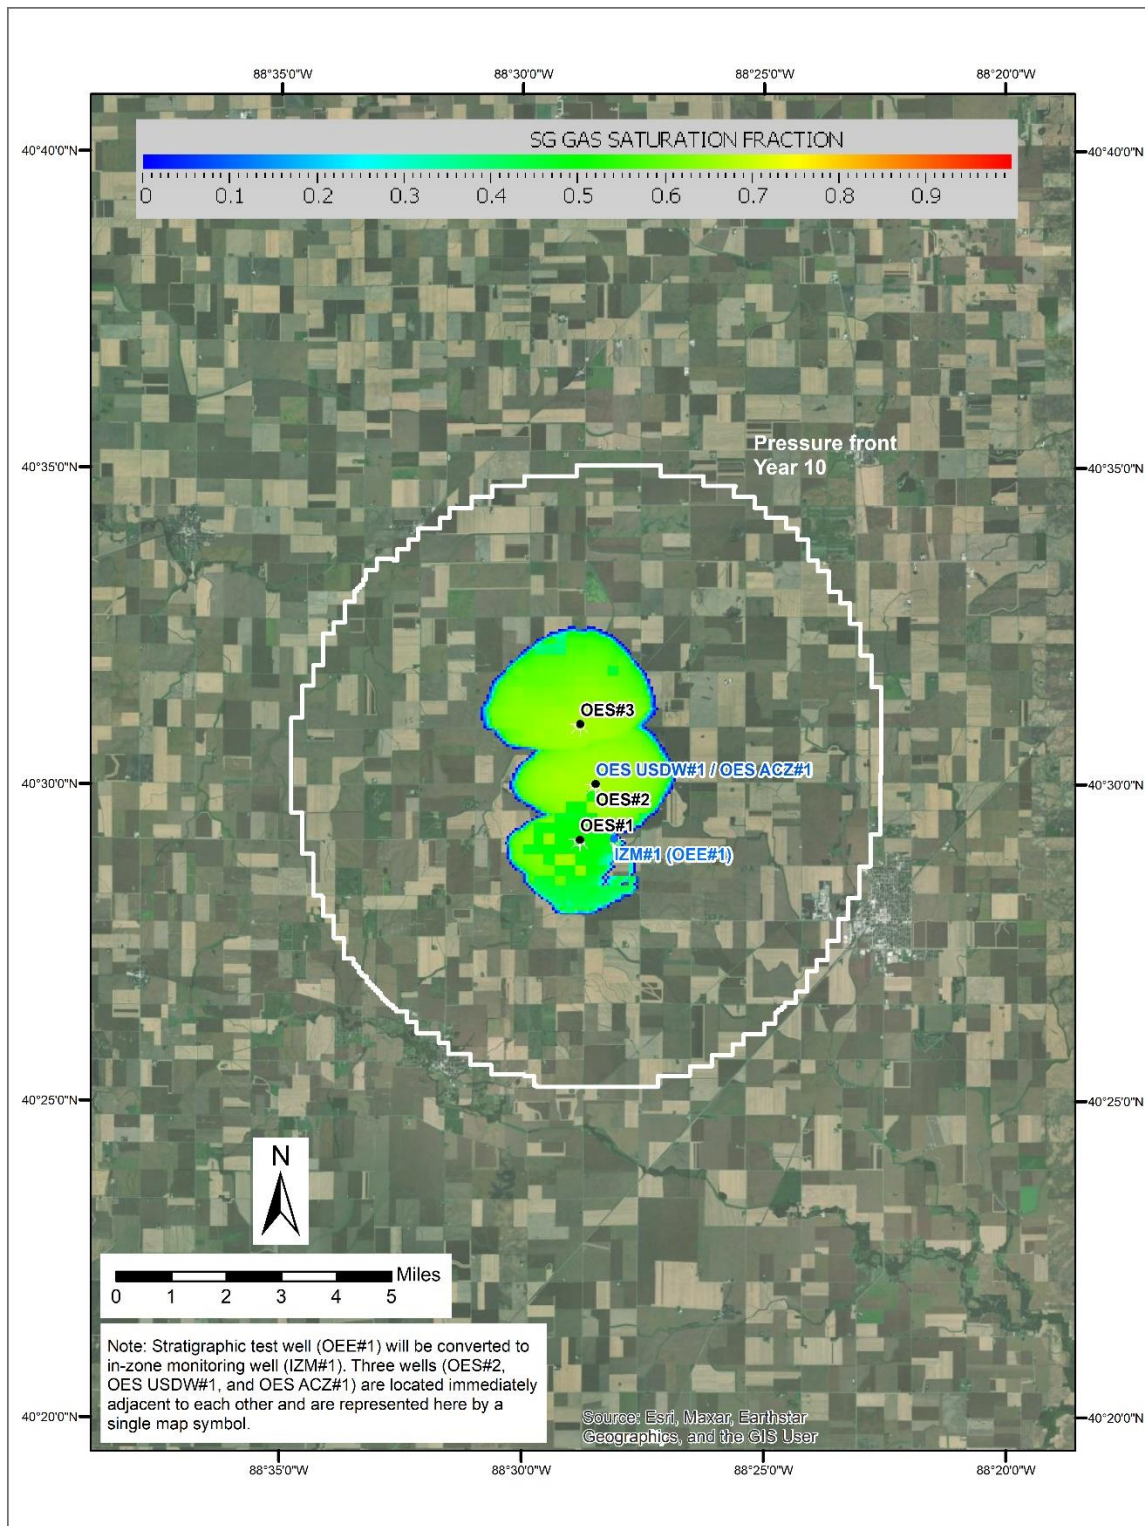 88°35'0"W 88°30'0"W 88°25'0"W 88°20'0"W
40°40'0"N 40°40'0"N
SG GAS SATURATION FRACTION
0 0.1 0.2 0.3 0.4 0.5 0.6 0.7 0.8 0.9
Pressure front
Year 10
40°35'0"N 40°35'0"N
OES#3
OES USDW#1 / OES ACZ#1
40°30'0"N 40°30'0"N
OES#2
OES#1
IZM#1 (OEE#1)
40°25'0"N 40°25'0"N
N
Miles
0 1 2 3 4 5
Note: Stratigraphic test well (OEE#1) will be converted to
in-zone monitoring well (IZM#1). Three wells (OES#2,
OES USDW#1, and OES ACZ#1) are located immediately
adjacent to each other and are represented here by a
single map symbol.
Source: Esri, Maxar, Earthstar
Geographics, and the GIS User
40°20'0"N 40°20'0"N
88°35'0"W 88°30'0"W 88°25'0"W 88°20'0"W